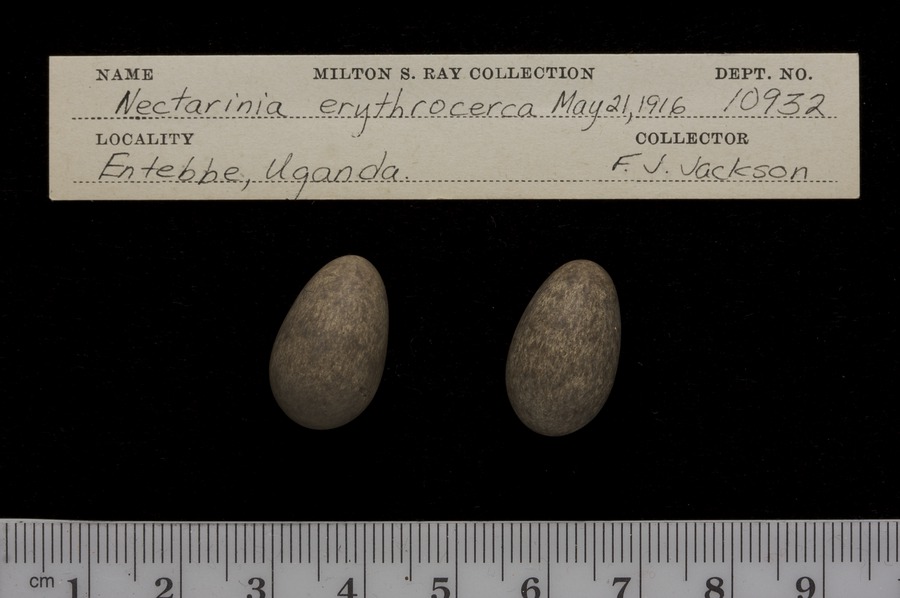 NAME MILTON S. RAY COLLECTION DEPT. NO.
Nectarinia erythrocerca May 21, 1916 10932
LOCALITY COLLECTOR
Entebbe, Uganda. F. J. Jackson
cm 1 2 3 4 5 6 7 8 9